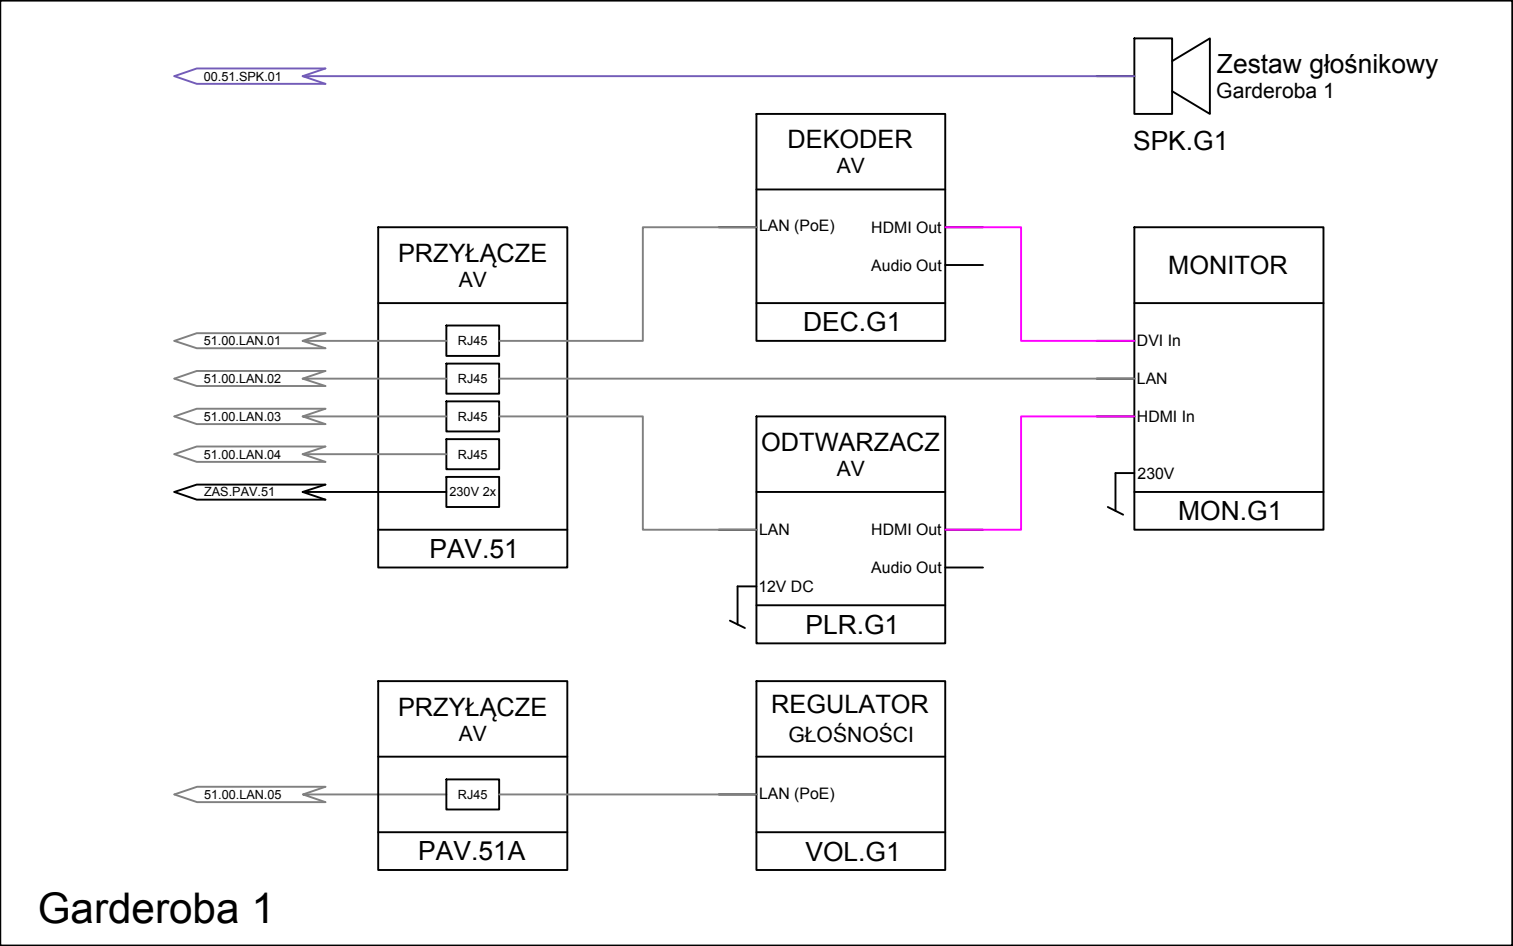 00.51.SPK.01
Zestaw głośnikowy
Garderoba 1
SPK.G1
DEKODER
AV
LAN (PoE)
HDMI Out
Audio Out
DEC.G1
PRZYŁĄCZE
AV
51.00.LAN.01
RJ45
51.00.LAN.02
RJ45
51.00.LAN.03
RJ45
51.00.LAN.04
RJ45
ZAS.PAV.51
230V 2x
PAV.51
MONITOR
DVI In
LAN
HDMI In
230V
MON.G1
ODTWARZACZ
AV
LAN
HDMI Out
Audio Out
12V DC
PLR.G1
PRZYŁĄCZE
AV
51.00.LAN.05
RJ45
PAV.51A
REGULATOR
GŁOŚNOŚCI
LAN (PoE)
VOL.G1
Garderoba 1